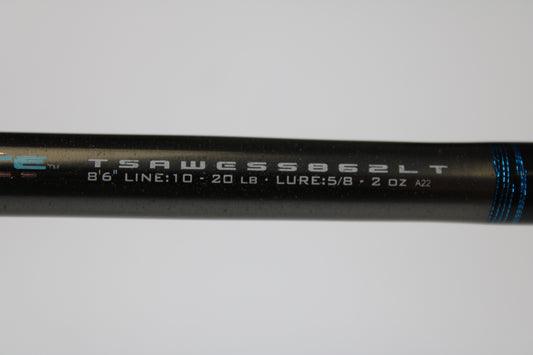 TSAWESS862LT
8'6" LINE:10 - 20 LB · LURE:5/8 - 2 OZ A22